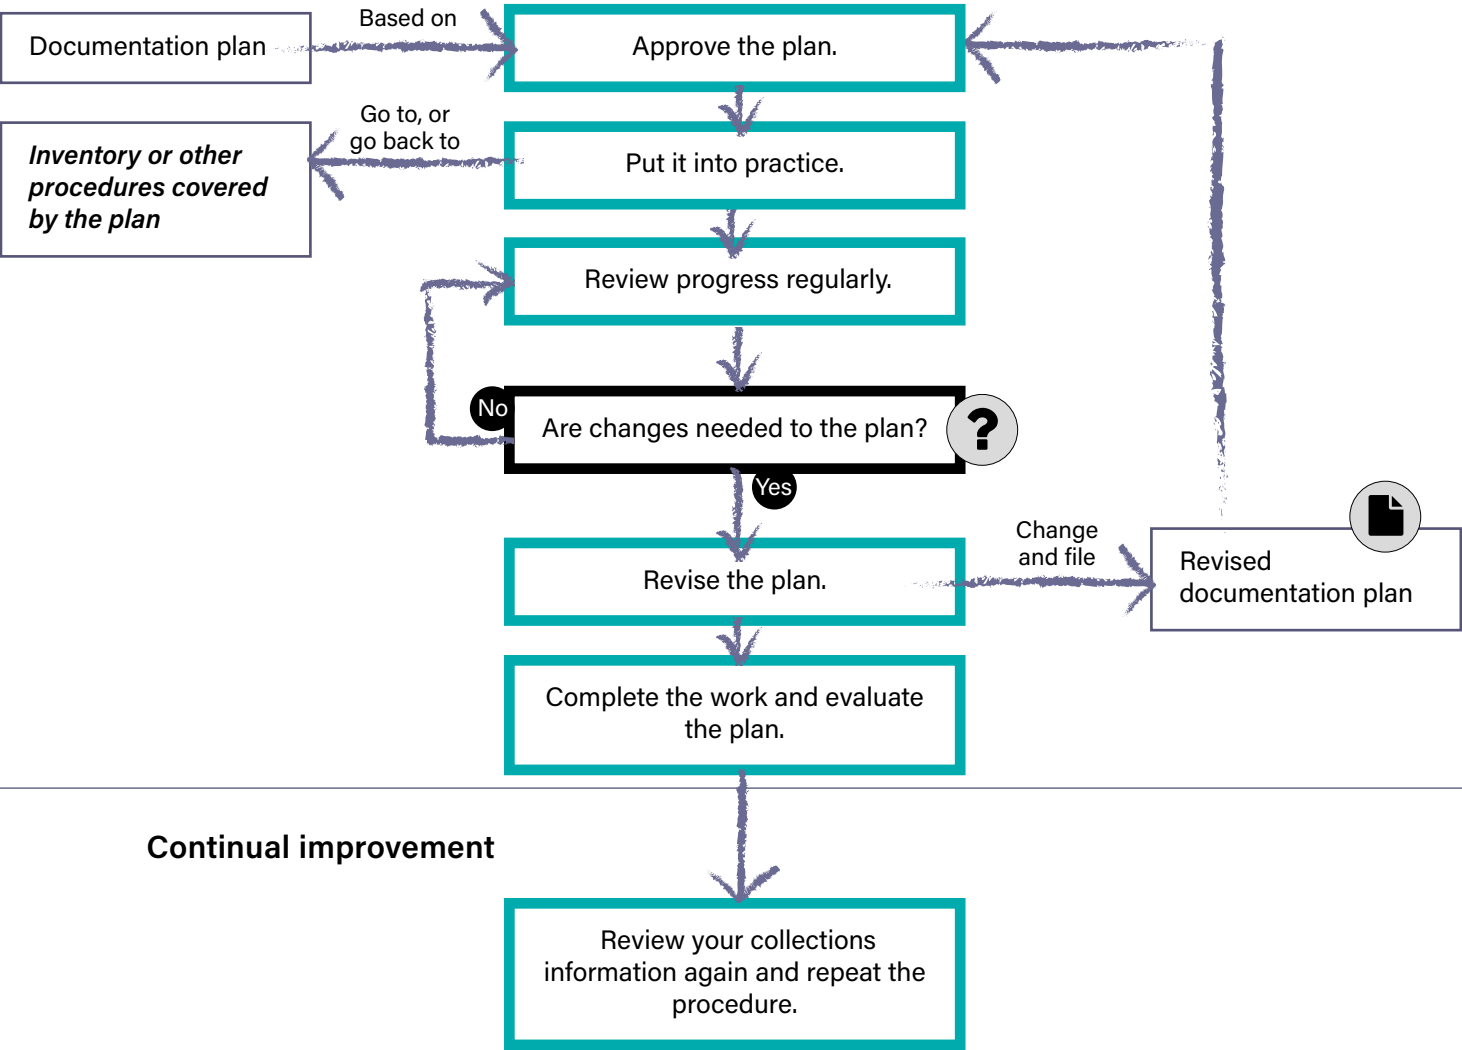 Based on
Documentation plan
Approve the plan.
Go to, or
go back to
Inventory or other
procedures covered
by the plan
Put it into practice.
Review progress regularly.
No
Are changes needed to the plan?
?
Yes
Change
and file
Revise the plan.
Revised
documentation plan
Complete the work and evaluate
the plan.
Continual improvement
Review your collections
information again and repeat the
procedure.